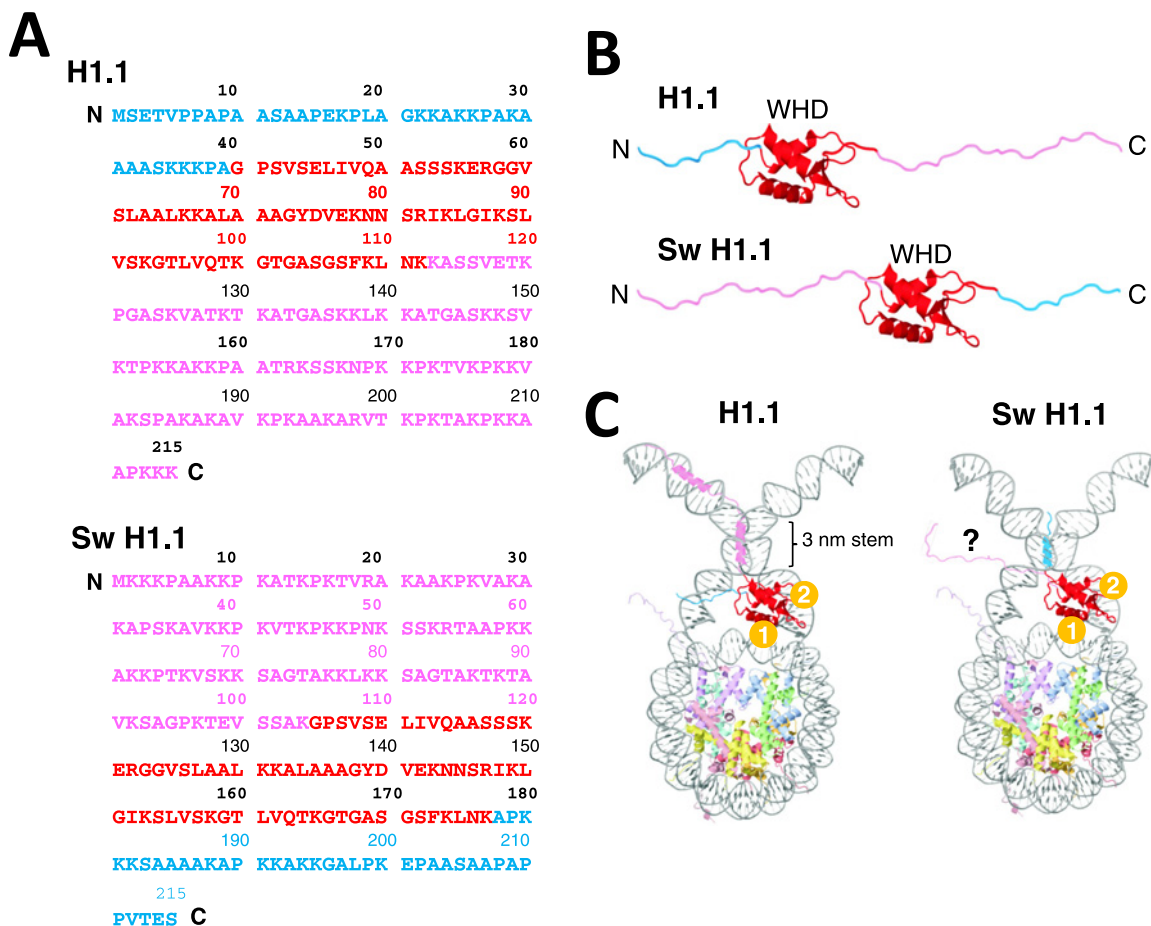 A
H1.1
10 20 30
N MSETVPPAPA ASAAPEKPLA GKKAKKPAKA
40 50 60
AAASKKKPAG PSVSELIVQA ASSSKERGGV
70 80 90
SLAALKKALA AAGYDVEKNN SRIKLGIKSL
100 110 120
VSKGTLVQTK GTGASGSFKL NKKASSVETK
130 140 150
PGASKVATKT KATGASKKLK KATGASKKSV
160 170 180
KTPKKAKKPA ATRKSSKNPK KPKTVKPKKV
190 200 210
AKSPAKAKAV KPKAAKARVT KPKTAKPKKA
215
APKKK C
Sw H1.1
10 20 30
N MKKKPAAKKP KATKPKTVRA KAAKPKVAKA
40 50 60
KAPSKAVKKP KVTKPKKPNK SSKRTAAPKK
70 80 90
AKKPTKVSKK SAGTAKKLKK SAGTAKTKTA
100 110 120
VKSAGPKTEV SSAKGPSVSE LIVQAASSSK
130 140 150
ERGGVSLAAL KKALAAAGYD VEKNNSRIKL
160 170 180
GIKSLVSKGT LVQTKGTGAS GSFKLNKAPK
190 200 210
KKSAAAAKAP KKAKKGALPK EPAASAAPAP
215
PVTES C
B
H1.1
WHD
N C
Sw H1.1
WHD
N C
C
H1.1 Sw H1.1
3 nm stem
?
2
1
2
1